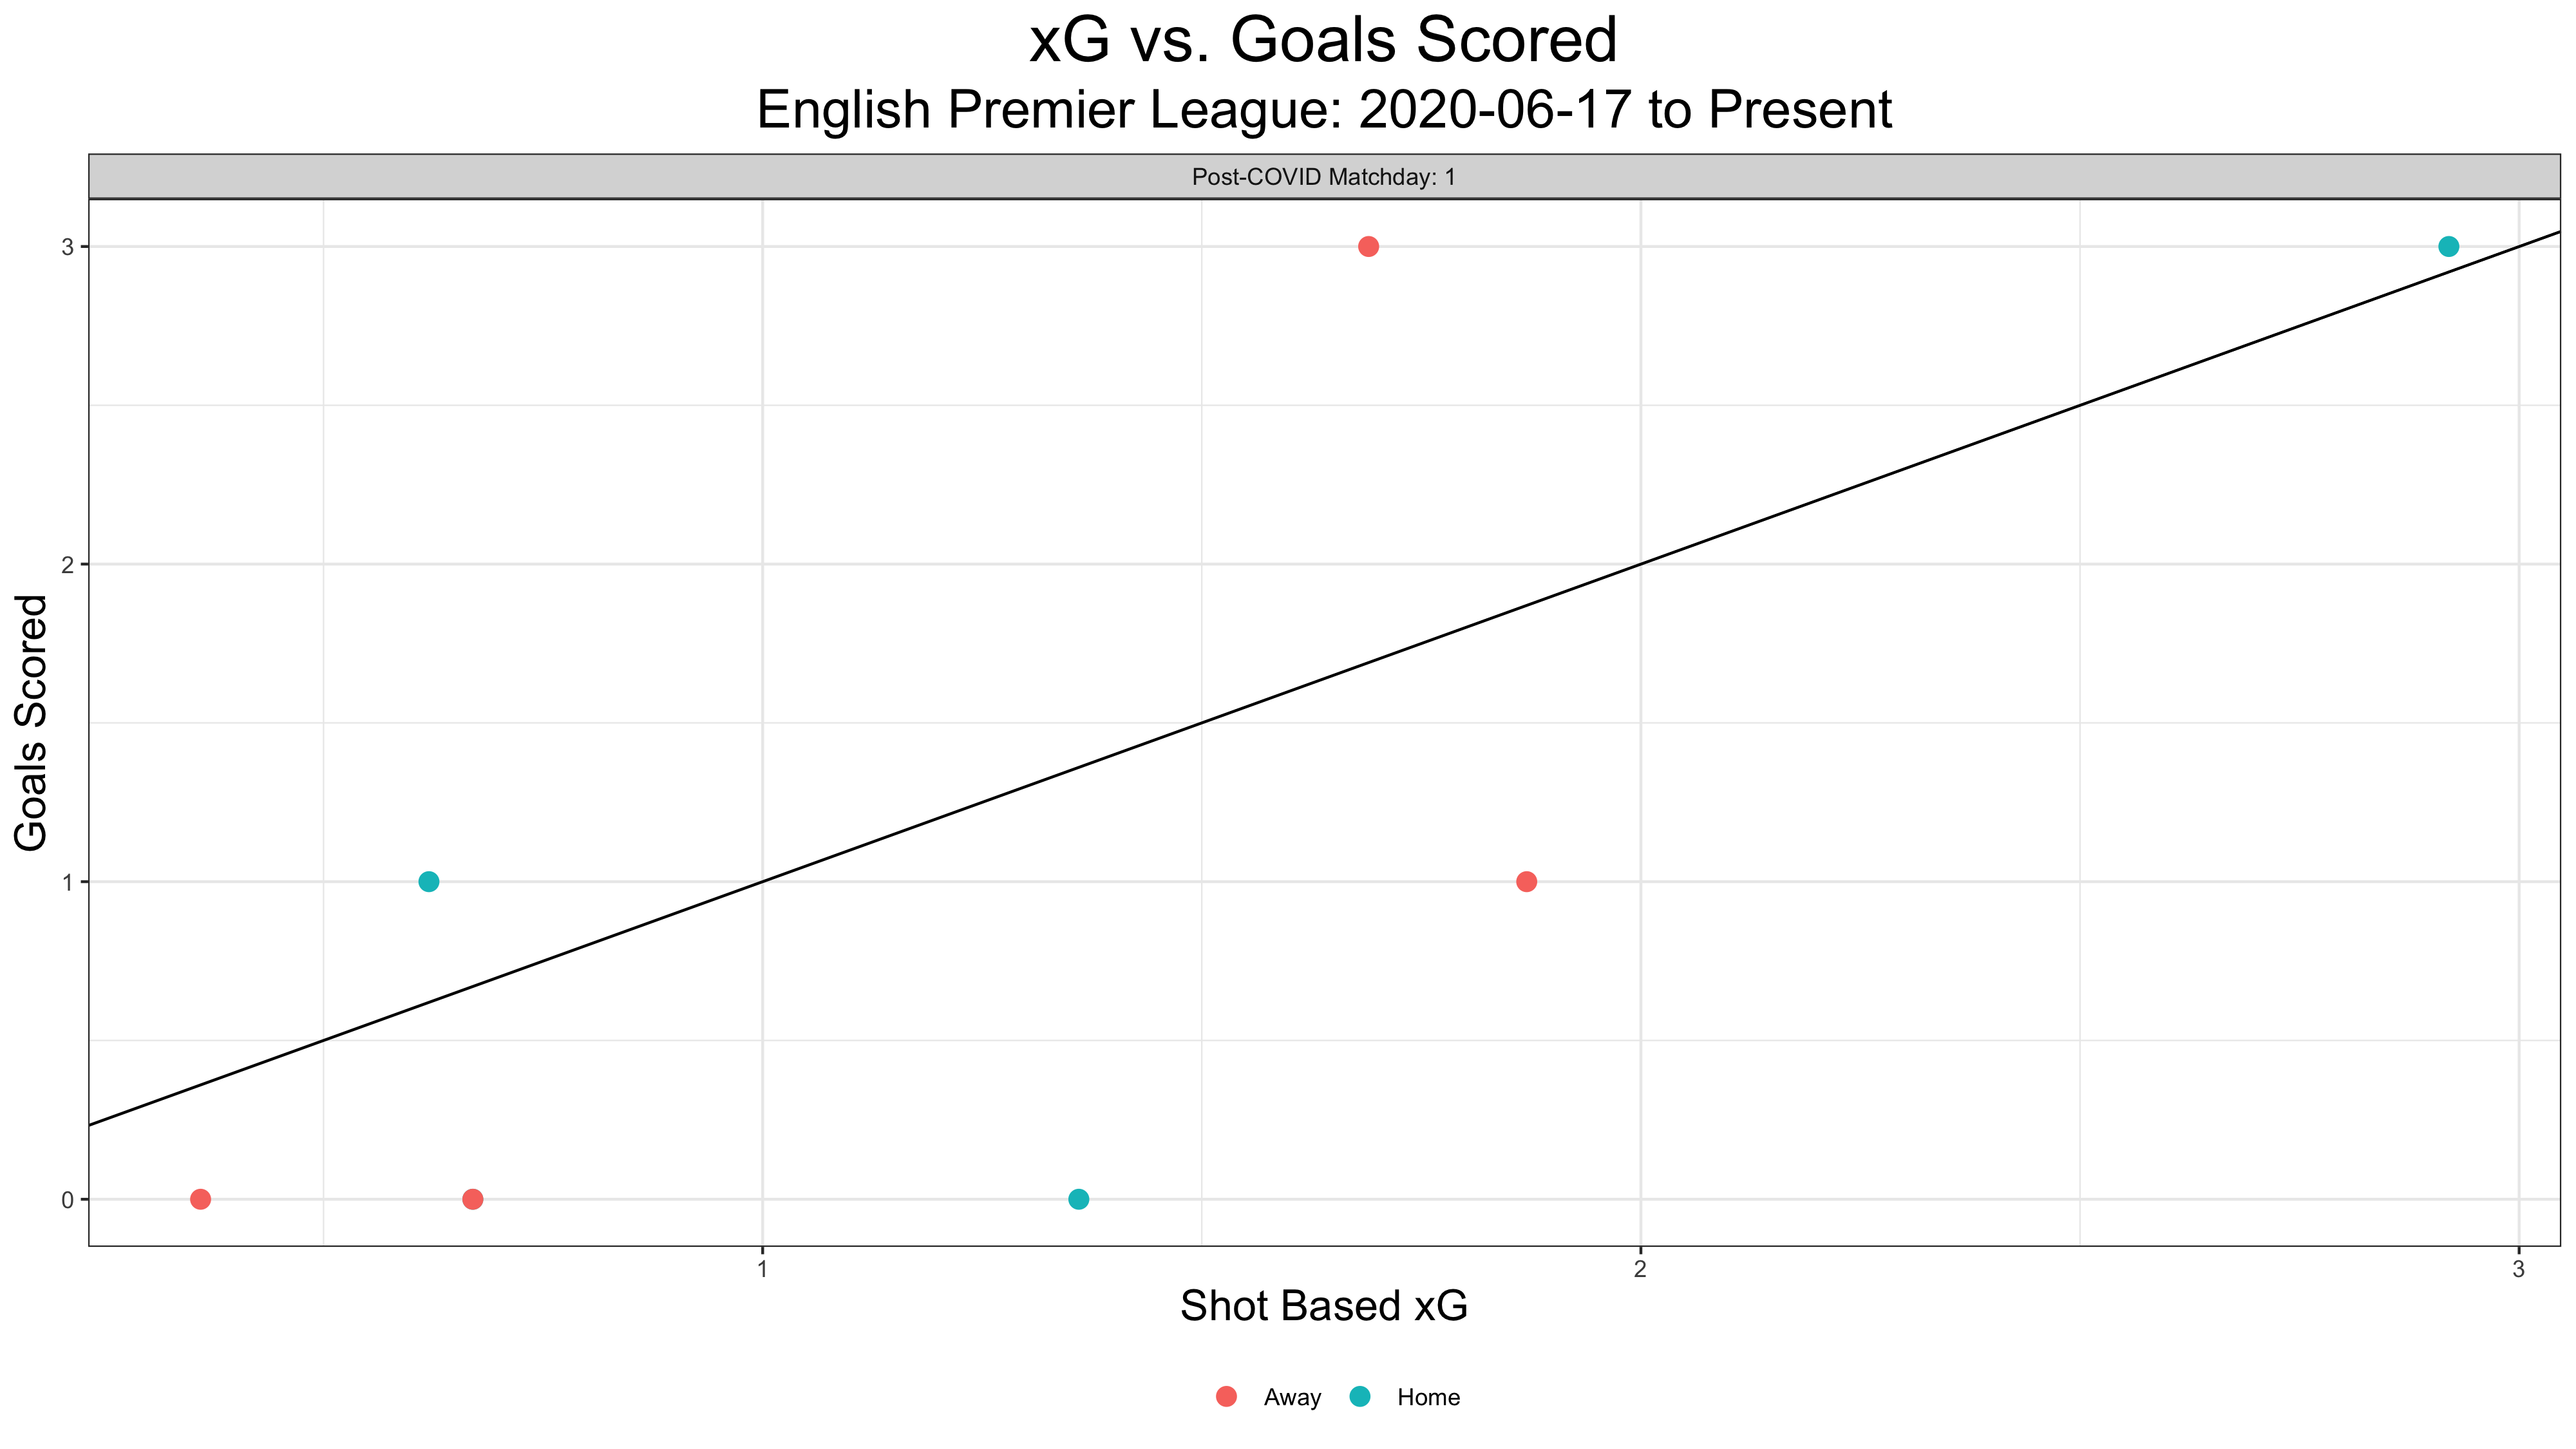 xG vs. Goals Scored
English Premier League: 2020-06-17 to Present
Post-COVID Matchday: 1
Goals Scored
3
2
1
0
1 2 3
Shot Based xG
Away Home